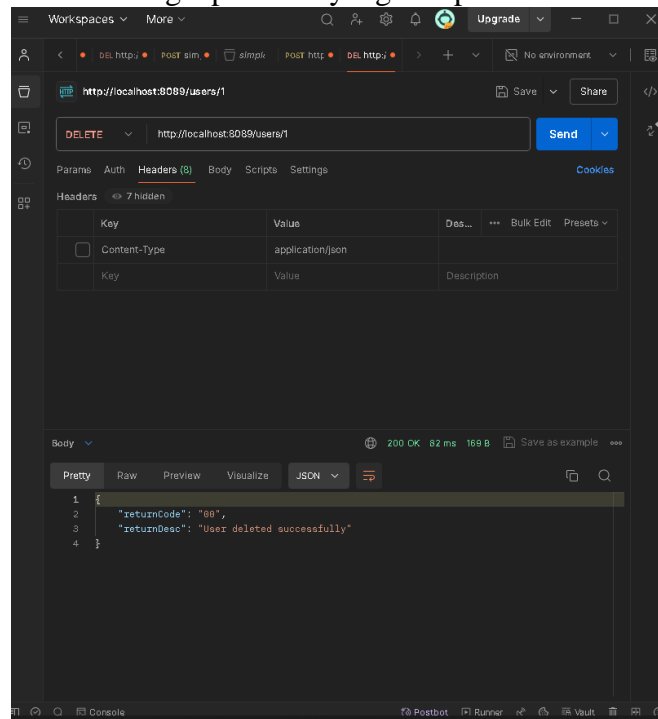 Workspaces More Upgrade
DEL http:/ POST sim, simple POST http: DEL http:/ No environment
HTTP http://localhost:8089/users/1 Save Share
DELETE http://localhost:8089/users/1 Send
Params Auth Headers (8) Body Scripts Settings Cookies
Headers 7 hidden
Key Value Des... Bulk Edit Presets
Content-Type application/json
Key Value Description
Body 200 OK 82 ms 169 B Save as example
Pretty Raw Preview Visualize JSON
1 {
2 "returnCode": "00",
3 "returnDesc": "User deleted successfully"
4 }
Console Postbot Runner Vault